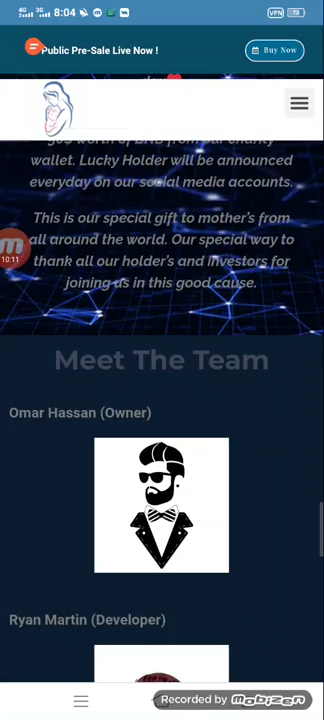 4G 3G 8:04 VPN
Public Pre-Sale Live Now !
Buy Now
wallet. Lucky Holder will be announced
everyday on our social media accounts.
This is our special gift to mother's from
all around the world. Our special way to
thank all our holder's and investors for
joining us in this good cause.
10:11
Meet The Team
Omar Hassan (Owner)
Ryan Martin (Developer)
Recorded by Mobizen